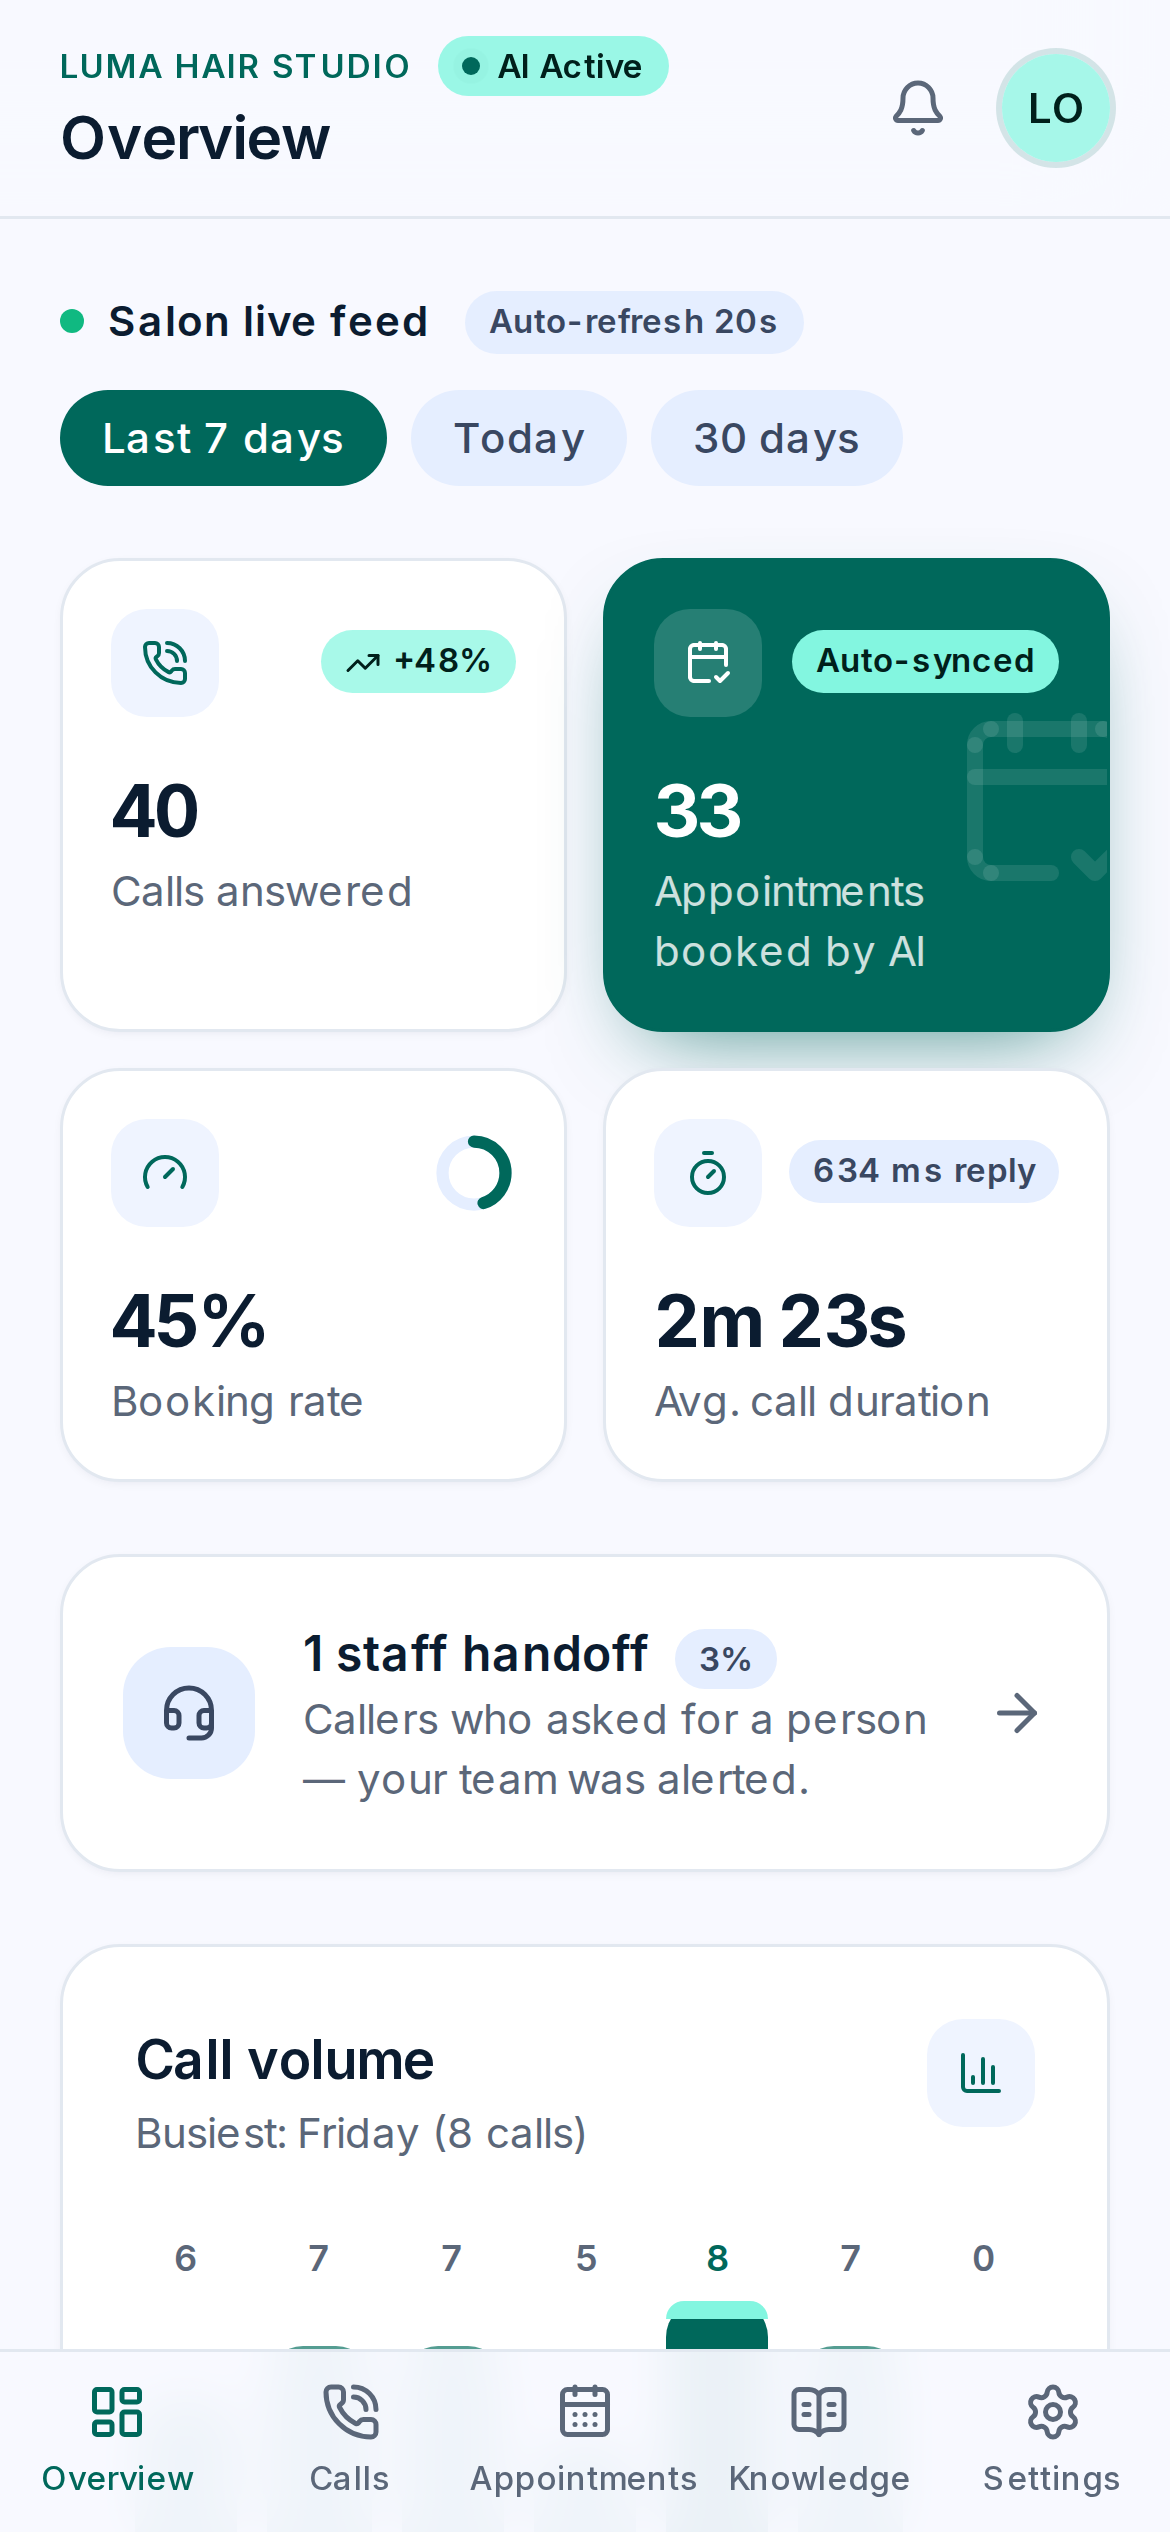 LUMA HAIR STUDIO
AI Active
Overview
LO
Salon live feed
Auto-refresh 20s
Last 7 days
Today
30 days
+48%
40
Calls answered
Auto-synced
33
Appointments
booked by AI
45%
Booking rate
634 ms reply
2m 23s
Avg. call duration
1 staff handoff
3%
Callers who asked for a person
— your team was alerted.
Call volume
Busiest: Friday (8 calls)
6 7 7 5 8 7 0
Overview
Calls
Appointments
Knowledge
Settings